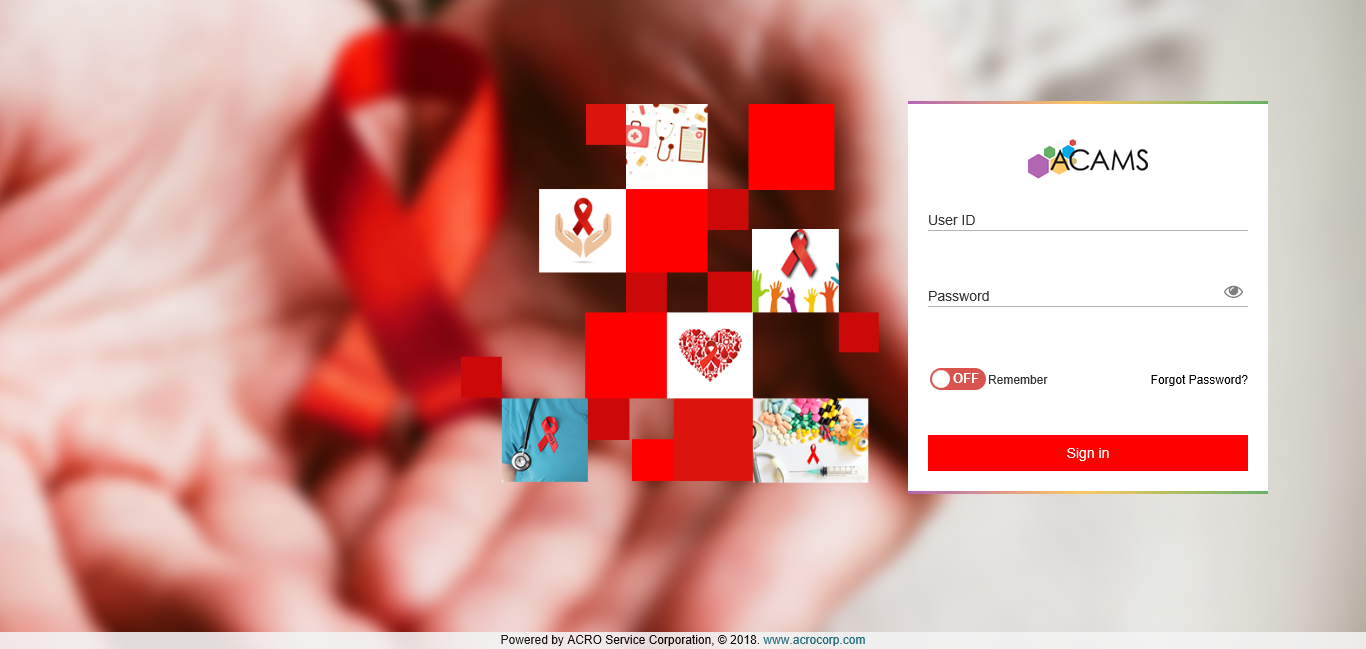 ACAMS
User ID
Password
OFF Remember
Forgot Password?
Sign in
Powered by ACRO Service Corporation, © 2018. www.acrocorp.com